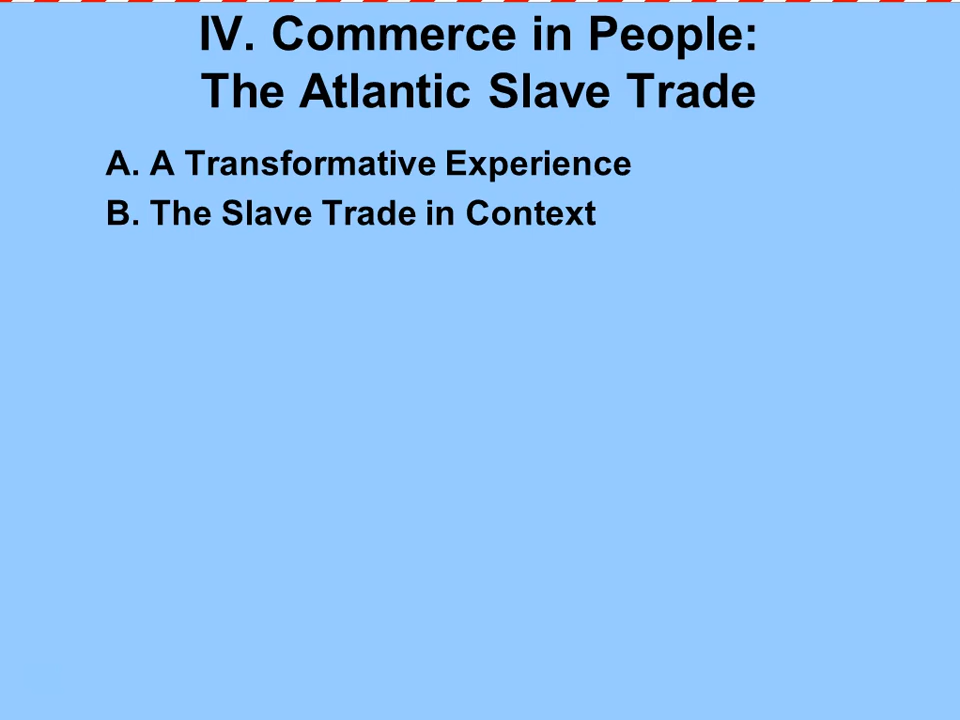 IV. Commerce in People:
The Atlantic Slave Trade
A. A Transformative Experience
B. The Slave Trade in Context